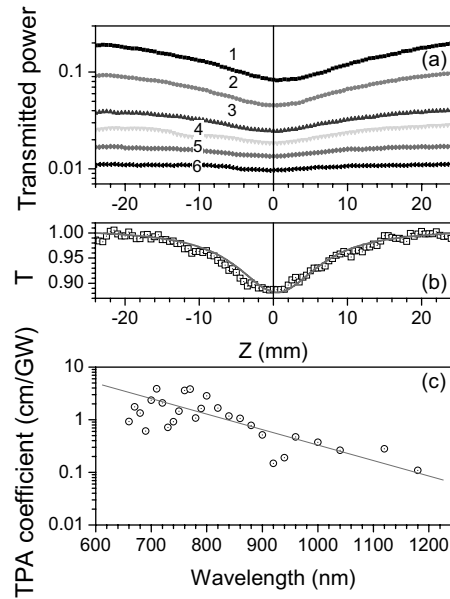 Transmitted power
0.1
0.01
1
2
3
4
5
6
(a)
-20 -10 0 10 20
T
1.00
0.95
0.90
(b)
-20 -10 0 10 20
Z (mm)
TPA coefficient (cm/GW)
10
1
0.1
0.01
(c)
600 700 800 900 1000 1100 1200
Wavelength (nm)